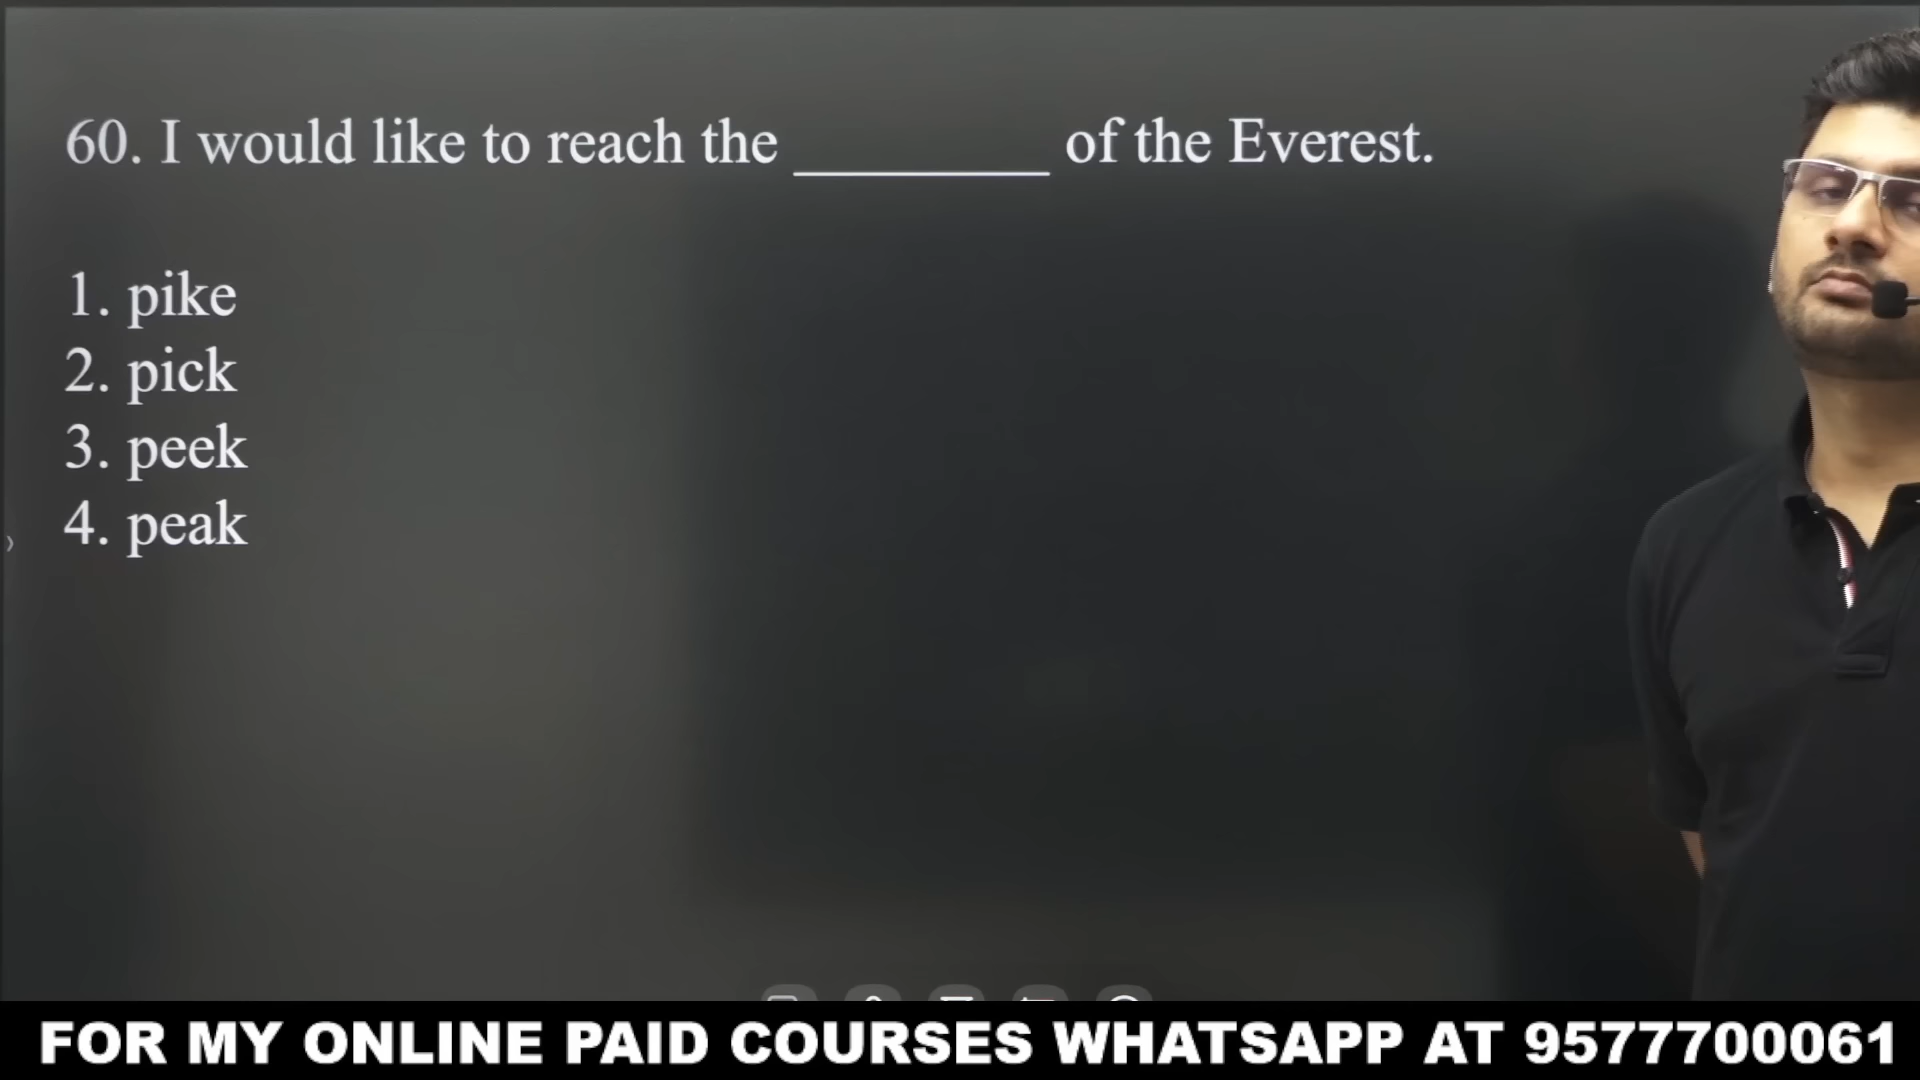 60. I would like to reach the ________ of the Everest.
1. pike
2. pick
3. peek
4. peak
FOR MY ONLINE PAID COURSES WHATSAPP AT 9577700061